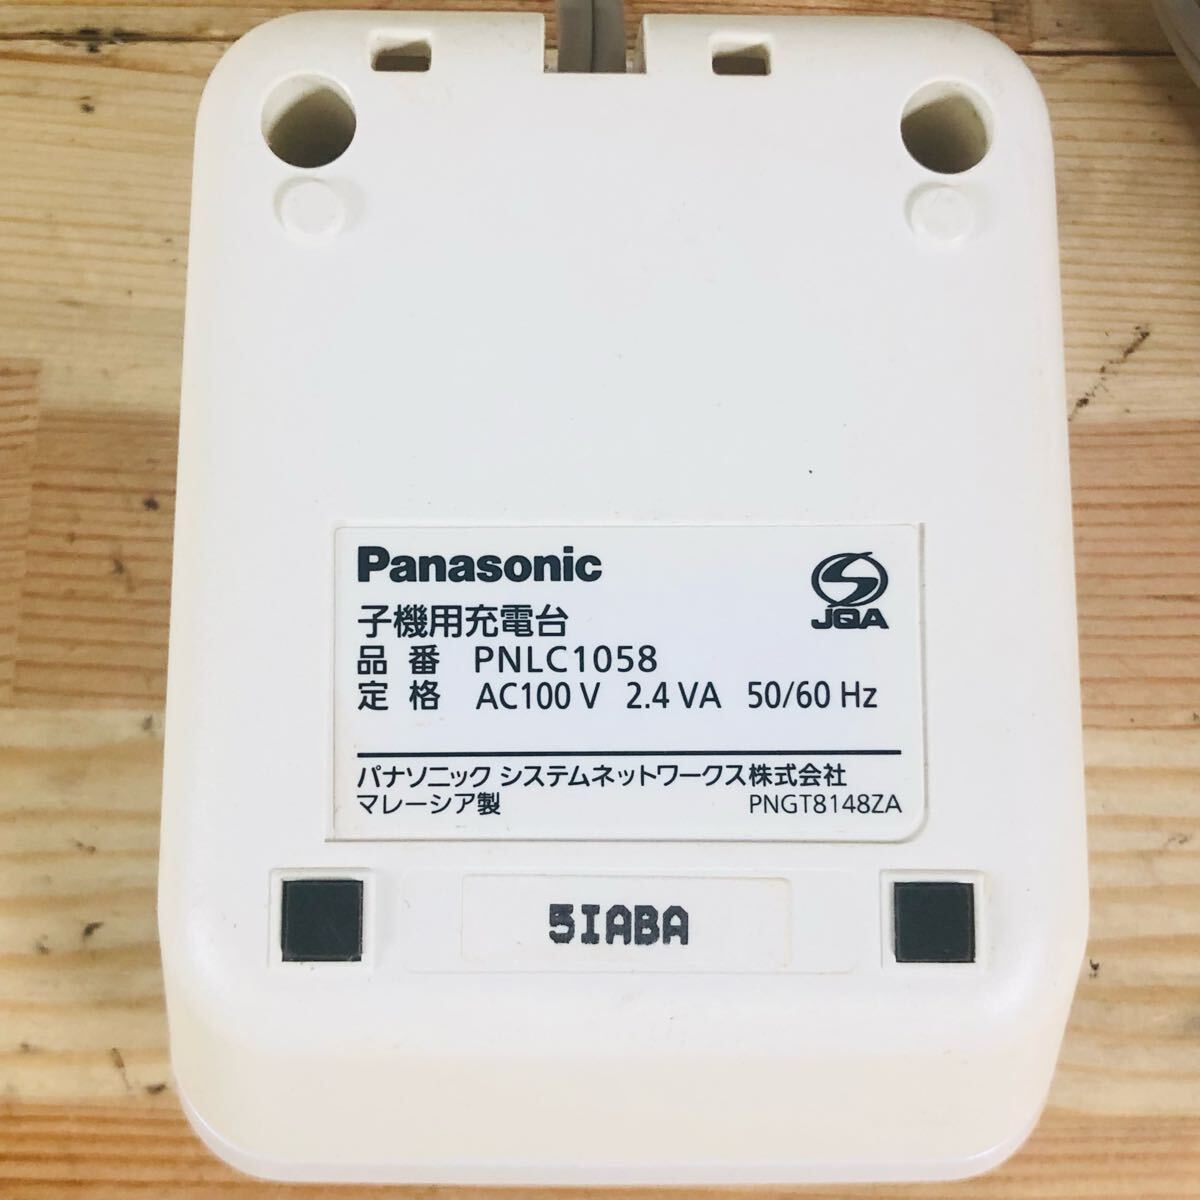 Panasonic
JQA
子機用充電台
品番 PNLC1058
定格 AC100 V 2.4 VA 50/60 Hz
パナソニック システムネットワークス株式会社
マレーシア製 PNGT8148ZA
5IABA